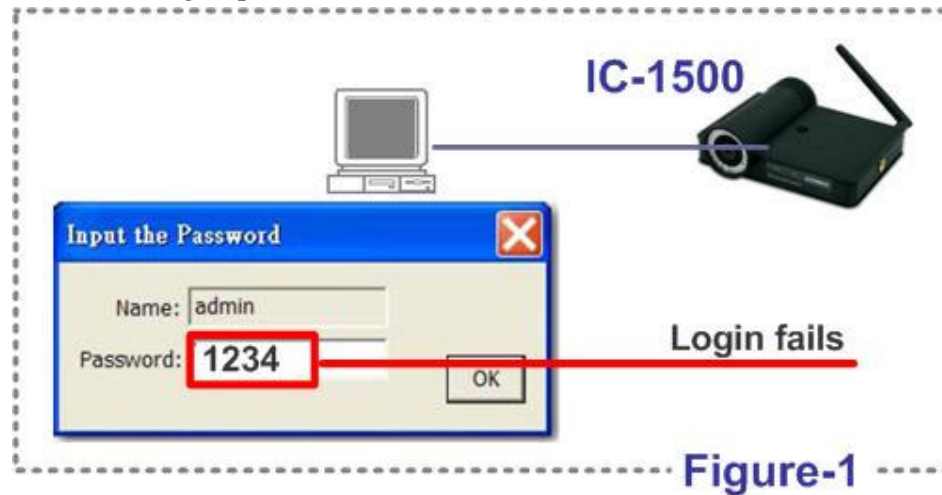 IC-1500
Input the Password
Name: admin
Password: 1234
OK
Login fails
Figure-1